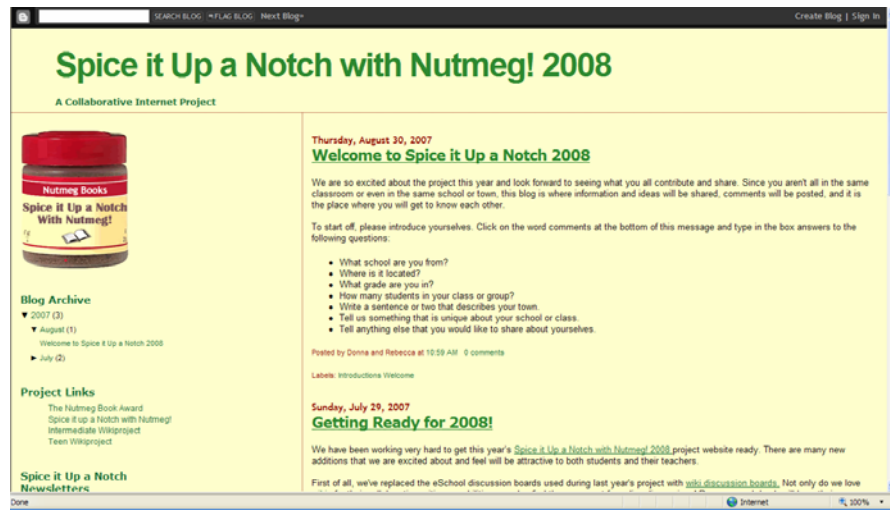 SEARCH BLOG FLAG BLOG Next Blog»
Create Blog | Sign In
Spice it Up a Notch with Nutmeg! 2008
A Collaborative Internet Project
Nutmeg Books
Spice it Up a Notch
With Nutmeg!
Blog Archive
▼ 2007 (3)
▼ August (1)
Welcome to Spice it Up a Notch 2008
► July (2)
Project Links
The Nutmeg Book Award
Spice it up a Notch with Nutmeg!
Intermediate Wikiproject
Teen Wikiproject
Spice it Up a Notch
Newsletters
Thursday, August 30, 2007
Welcome to Spice it Up a Notch 2008
We are so excited about the project this year and look forward to seeing what you all contribute and share. Since you aren't all in the same
classroom or even in the same school or town, this blog is where information and ideas will be shared, comments will be posted, and it is
the place where you will get to know each other.
To start off, please introduce yourselves. Click on the word comments at the bottom of this message and type in the box answers to the
following questions:
• What school are you from?
• Where is it located?
• What grade are you in?
• How many students in your class or group?
• Write a sentence or two that describes your town.
• Tell us something that is unique about your school or class.
• Tell anything else that you would like to share about yourselves.
Posted by Donna and Rebecca at 10:59 AM 0 comments
Labels: Introductions Welcome
Sunday, July 29, 2007
Getting Ready for 2008!
We have been working very hard to get this year's Spice it Up a Notch with Nutmeg! 2008 project website ready. There are many new
additions that we are excited about and feel will be attractive to both students and their teachers.
First of all, we've replaced the eSchool discussion boards used during last year's project with wiki discussion boards. Not only do we love
Done
Internet
100%